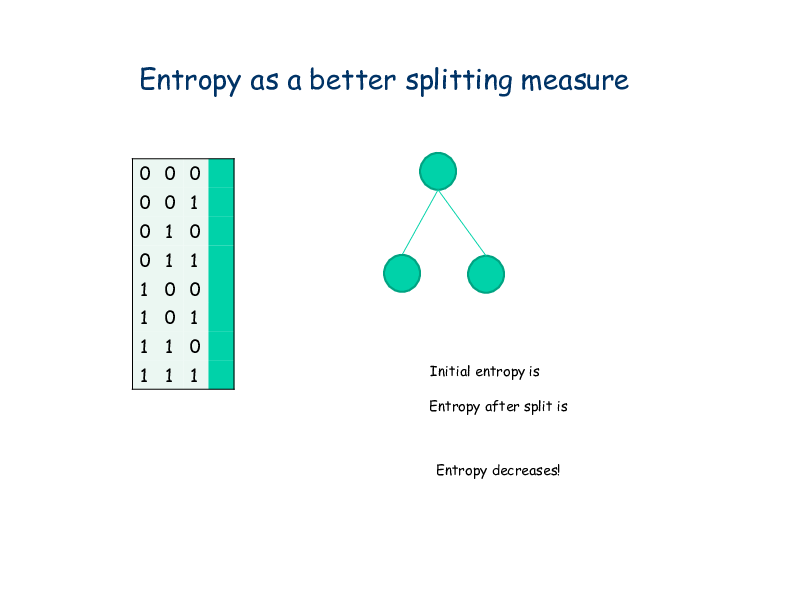 Entropy as a better splitting measure
0 0 0
0 0 1
0 1 0
0 1 1
1 0 0
1 0 1
1 1 0
1 1 1
Initial entropy is
Entropy after split is
Entropy decreases!